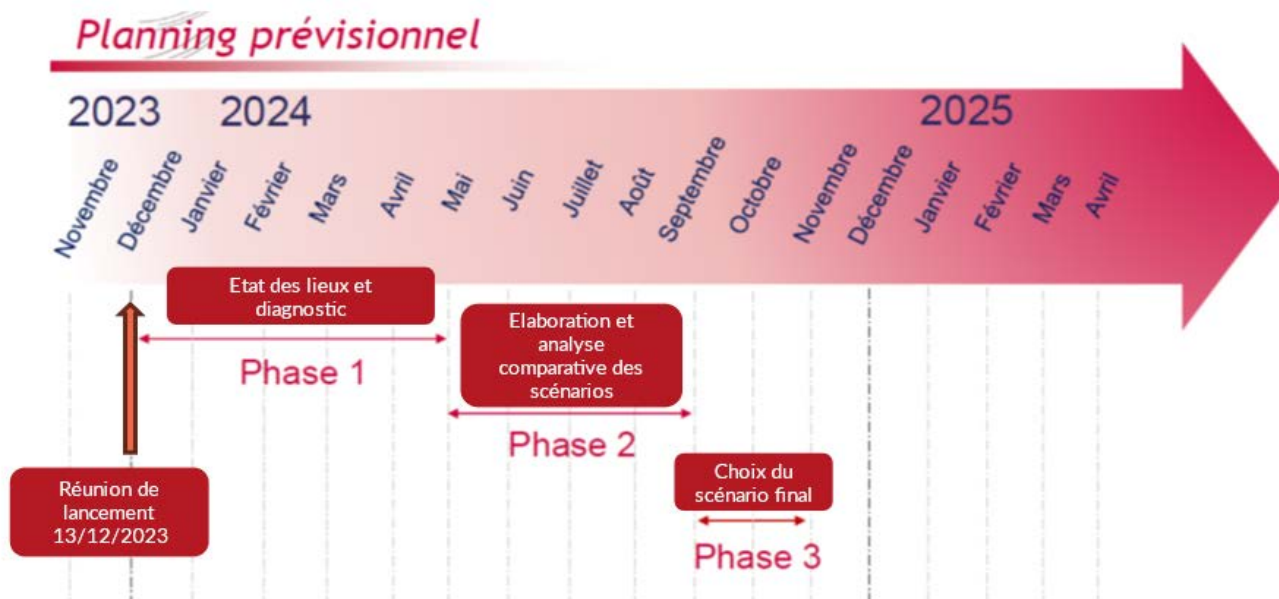 Planning prévisionnel
2023
2024
2025
Novembre
Décembre
Janvier
Février
Mars
Avril
Mai
Juin
Juillet
Août
Septembre
Octobre
Novembre
Décembre
Janvier
Février
Mars
Avril
Etat des lieux et
diagnostic
Phase 1
Elaboration et
analyse
comparative des
scénarios
Phase 2
Choix du
scénario final
Phase 3
Réunion de
lancement
13/12/2023